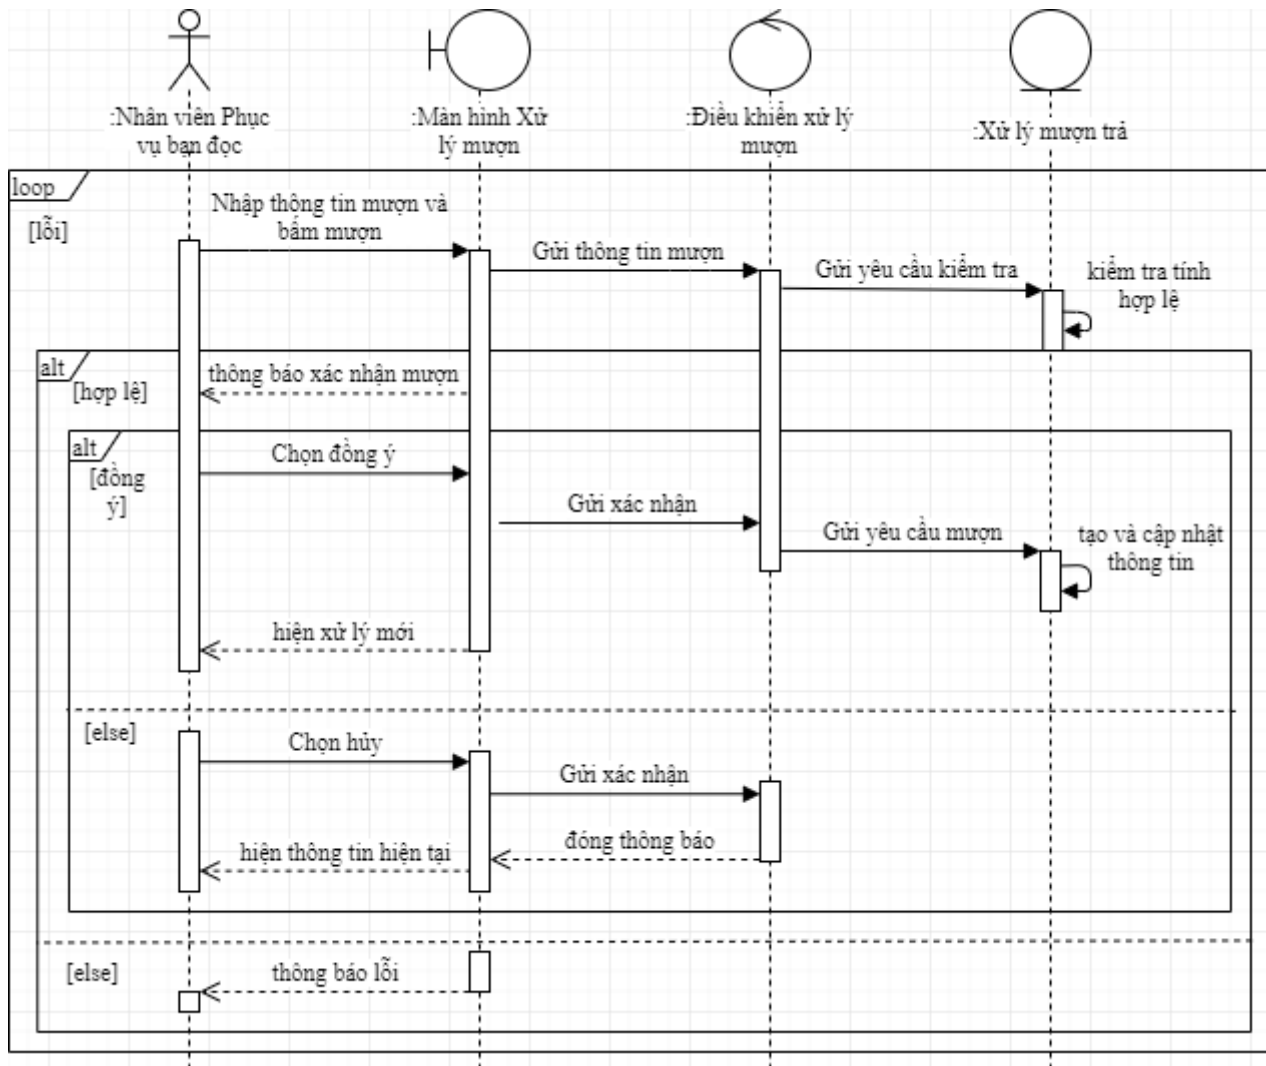 :Nhân viên Phục
vụ bạn đọc
:Màn hình Xử
lý mượn
:Điều khiển xử lý
mượn
:Xử lý mượn trả
loop
[lỗi]
Nhập thông tin mượn và
bấm mượn
Gửi thông tin mượn
Gửi yêu cầu kiểm tra
kiểm tra tính
hợp lệ
alt
[hợp lệ]
thông báo xác nhận mượn
alt
[đồng
ý]
Chọn đồng ý
Gửi xác nhận
Gửi yêu cầu mượn
tạo và cập nhật
thông tin
hiện xử lý mới
[else]
Chọn hủy
Gửi xác nhận
đóng thông báo
hiện thông tin hiện tại
[else]
thông báo lỗi